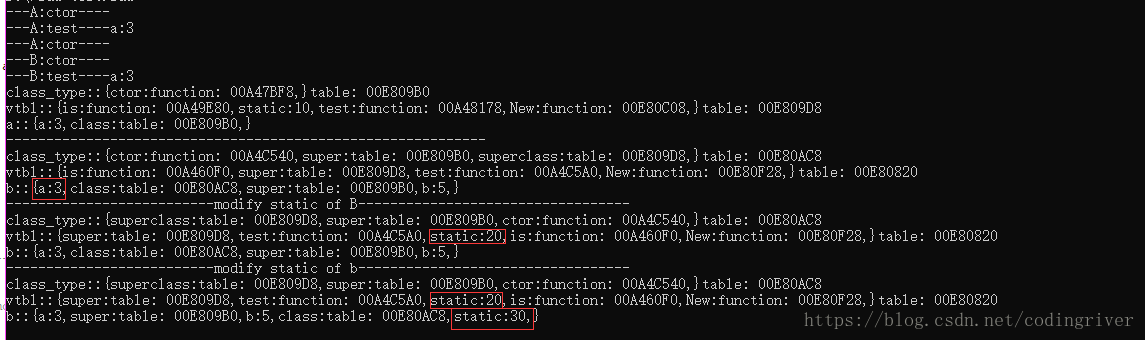 ---A:ctor----
---A:test----a:3
---A:ctor----
---B:ctor----
---B:test----a:3
class_type::{ctor:function: 00A47BF8,}table: 00E809B0
vtbl::{is:function: 00A49E80,static:10,test:function: 00A48178,New:function: 00E80C08,}table: 00E809D8
a::{a:3,class:table: 00E809B0,}
----------------------------------------------------------
class_type::{ctor:function: 00A4C540,super:table: 00E809B0,superclass:table: 00E809D8,}table: 00E80AC8
vtbl::{is:function: 00A460F0,super:table: 00E809D8,test:function: 00A4C5A0,New:function: 00E80F28,}table: 00E80820
b::{a:3,class:table: 00E80AC8,super:table: 00E809B0,b:5,}
--------------------------modify static of B----------------------------------
class_type::{superclass:table: 00E809D8,super:table: 00E809B0,ctor:function: 00A4C540,}table: 00E80AC8
vtbl::{super:table: 00E809D8,test:function: 00A4C5A0,static:20,is:function: 00A460F0,New:function: 00E80F28,}table: 00E80820
b::{a:3,class:table: 00E80AC8,super:table: 00E809B0,b:5,}
--------------------------modify static of b----------------------------------
class_type::{superclass:table: 00E809D8,super:table: 00E809B0,ctor:function: 00A4C540,}table: 00E80AC8
vtbl::{super:table: 00E809D8,test:function: 00A4C5A0,static:20,is:function: 00A460F0,New:function: 00E80F28,}table: 00E80820
b::{a:3,super:table: 00E809B0,b:5,class:table: 00E80AC8,static:30,}
https://blog.csdn.net/codingriver